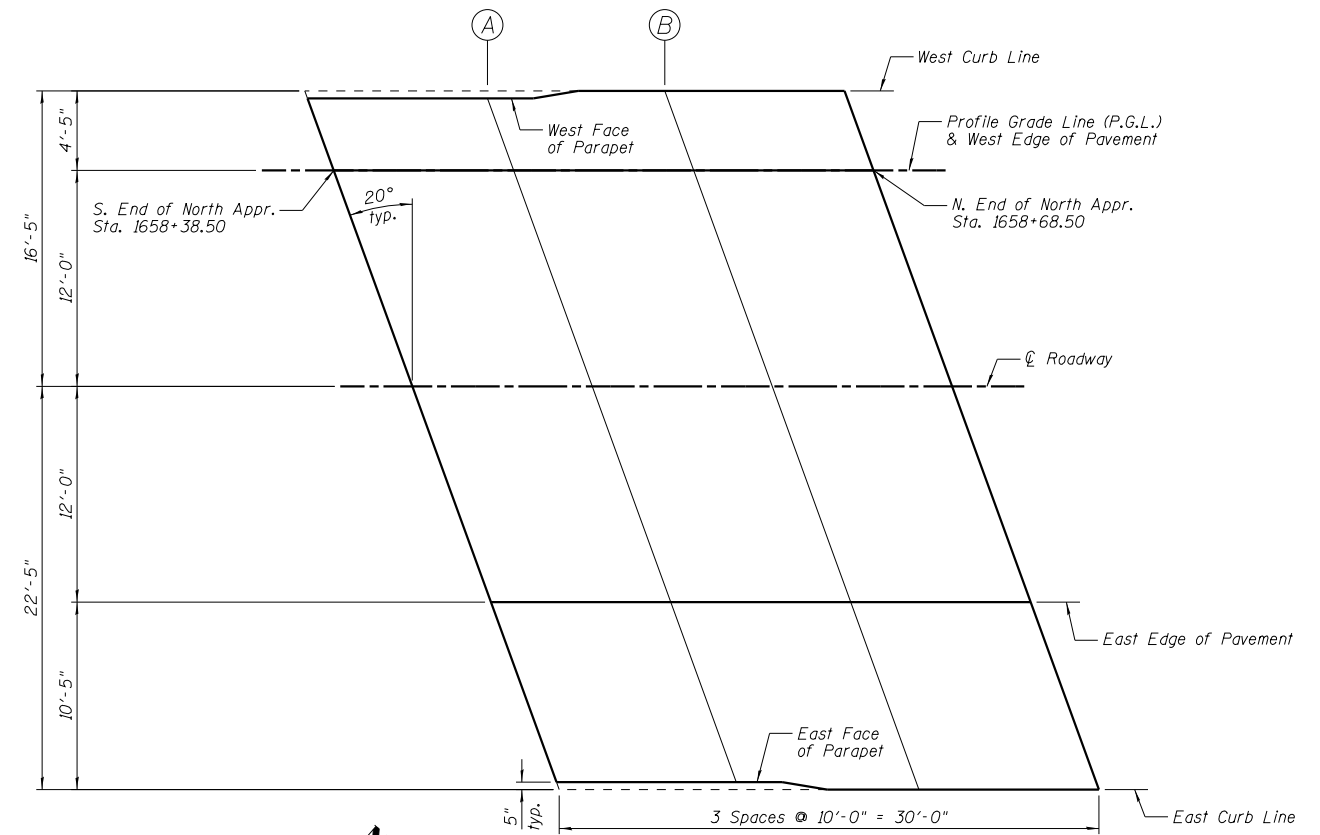 A
B
West Curb Line
4'-5"
Profile Grade Line (P.G.L.)
& West Edge of Pavement
West Face
of Parapet
20°
typ.
S. End of North Appr.
Sta. 1658+38.50
N. End of North Appr.
Sta. 1658+68.50
16'-5"
12'-0"
℄ Roadway
12'-0"
22'-5"
East Edge of Pavement
10'-5"
East Face
of Parapet
5"
typ.
3 Spaces @ 10'-0" = 30'-0"
East Curb Line